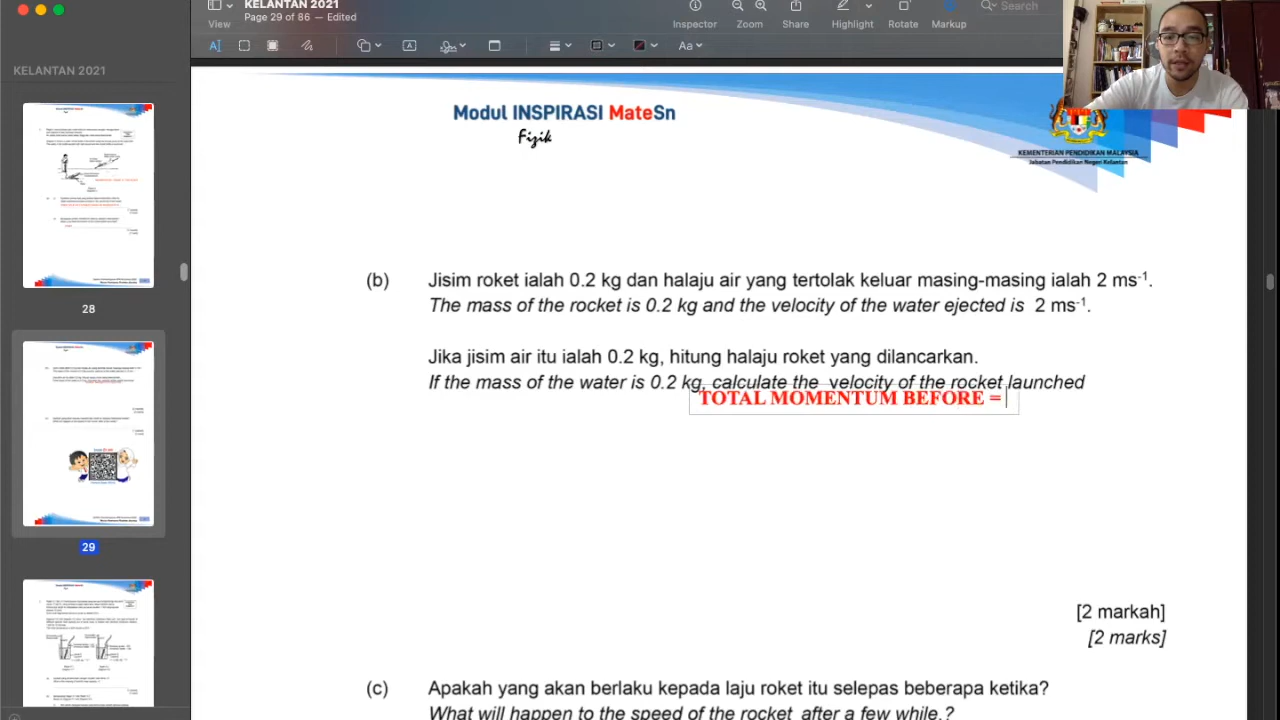 KELANTAN 2021
Page 29 of 86 — Edited
View
Inspector
Zoom
Share
Highlight
Rotate
Markup
Search
KELANTAN 2021
28
29
Modul INSPIRASI MateSn
Fizik
KEMENTERIAN PENDIDIKAN MALAYSIA
Jabatan Pendidikan Negeri Kelantan
(b) Jisim roket ialah 0.2 kg dan halaju air yang tertolak keluar masing-masing ialah 2 ms-1.
The mass of the rocket is 0.2 kg and the velocity of the water ejected is 2 ms-1.
Jika jisim air itu ialah 0.2 kg, hitung halaju roket yang dilancarkan.
If the mass of the water is 0.2 kg, calculate the velocity of the rocket launched
TOTAL MOMENTUM BEFORE =
[2 markah]
[2 marks]
(c) Apakah yang akan berlaku kepada laju roket itu selepas beberapa ketika?
What will happen to the speed of the rocket after a few while.?